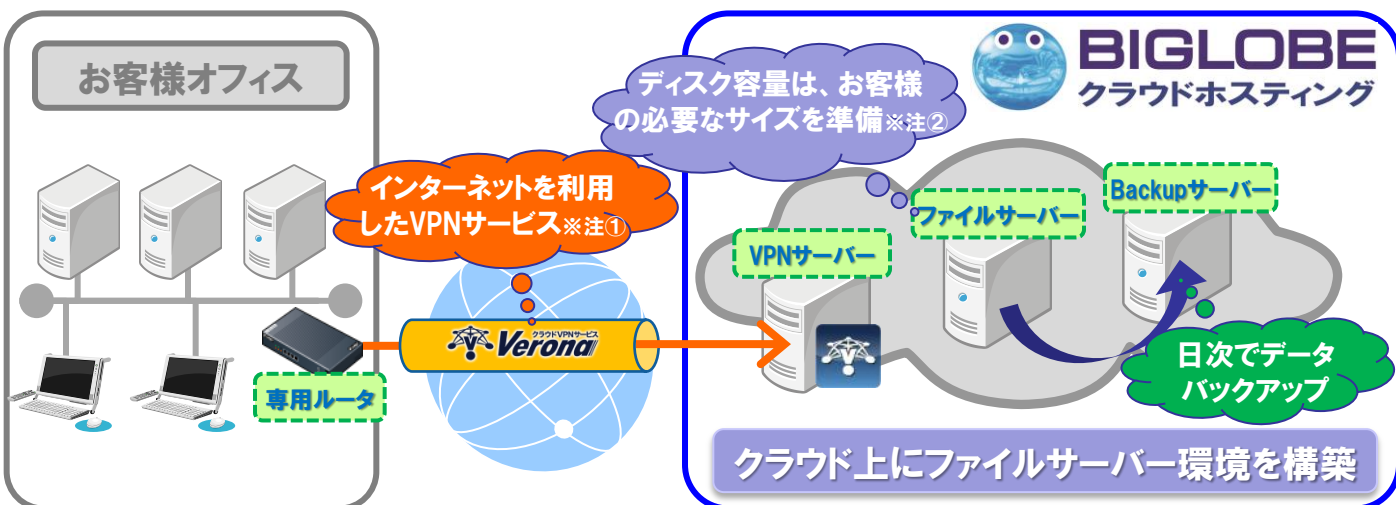 お客様オフィス
専用ルータ
インターネットを利用
したVPNサービス※注①
クラウドVPNサービス
Verona
ディスク容量は、お客様
の必要なサイズを準備※注②
BIGLOBE
クラウドホスティング
VPNサーバー
ファイルサーバー
Backupサーバー
V
日次でデータ
バックアップ
クラウド上にファイルサーバー環境を構築